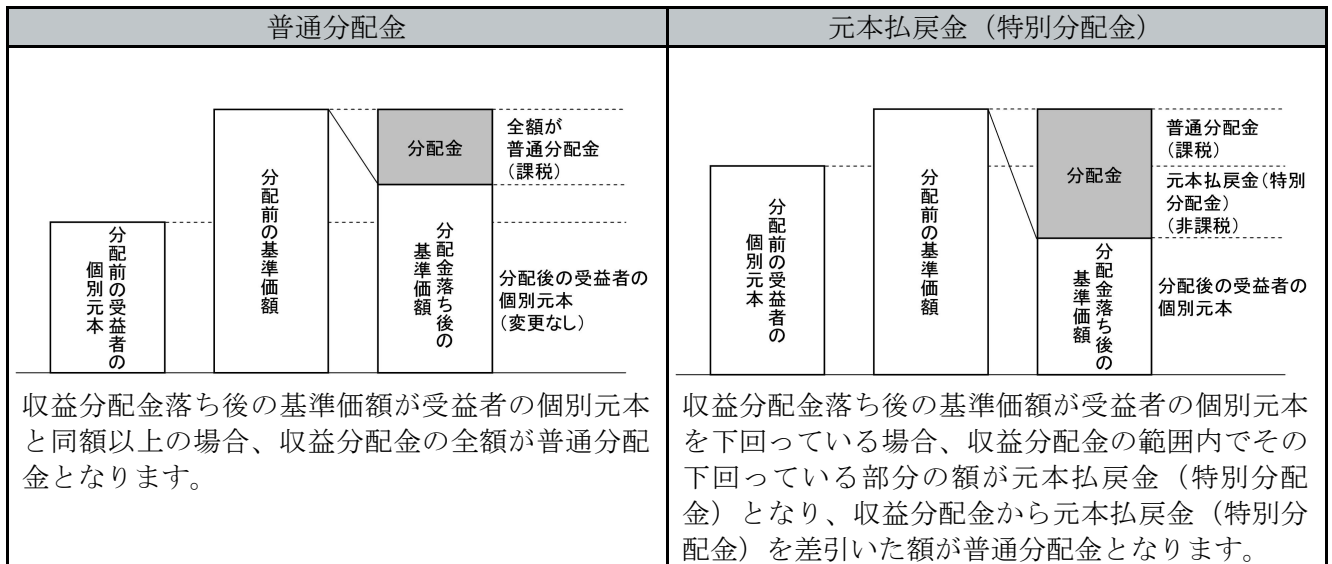 普通分配金
分配前の受益者の
個別元本
分配前の基準価額
分配金
分配金落ち後の
基準価額
全額が
普通分配金
(課税)
分配後の受益者の
個別元本
(変更なし)
収益分配金落ち後の基準価額が受益者の個別元本
と同額以上の場合、収益分配金の全額が普通分配
金となります。
元本払戻金（特別分配金）
分配前の受益者の
個別元本
分配前の基準価額
分配金
分配金落ち後の
基準価額
普通分配金
(課税)
元本払戻金(特別
分配金)
(非課税)
分配後の受益者の
個別元本
収益分配金落ち後の基準価額が受益者の個別元本
を下回っている場合、収益分配金の範囲内でその
下回っている部分の額が元本払戻金（特別分配
金）となり、収益分配金から元本払戻金（特別分
配金）を差引いた額が普通分配金となります。